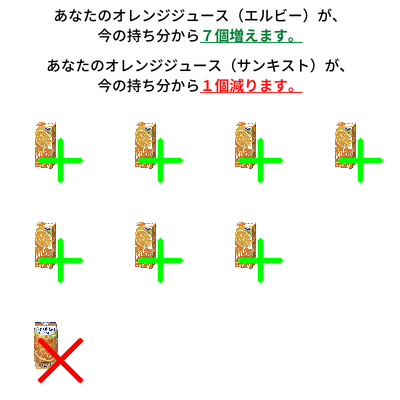 あなたのオレンジジュース（エルビー）が、
今の持ち分から７個増えます。
あなたのオレンジジュース（サンキスト）が、
今の持ち分から１個減ります。